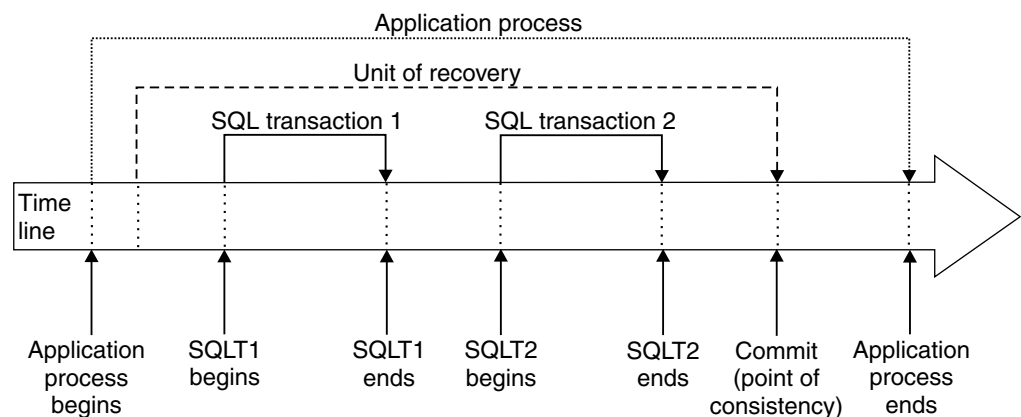 Application process
Unit of recovery
SQL transaction 1
SQL transaction 2
Time
line
Application
process
begins
SQLT1
begins
SQLT1
ends
SQLT2
begins
SQLT2
ends
Commit
(point of
consistency)
Application
process
ends